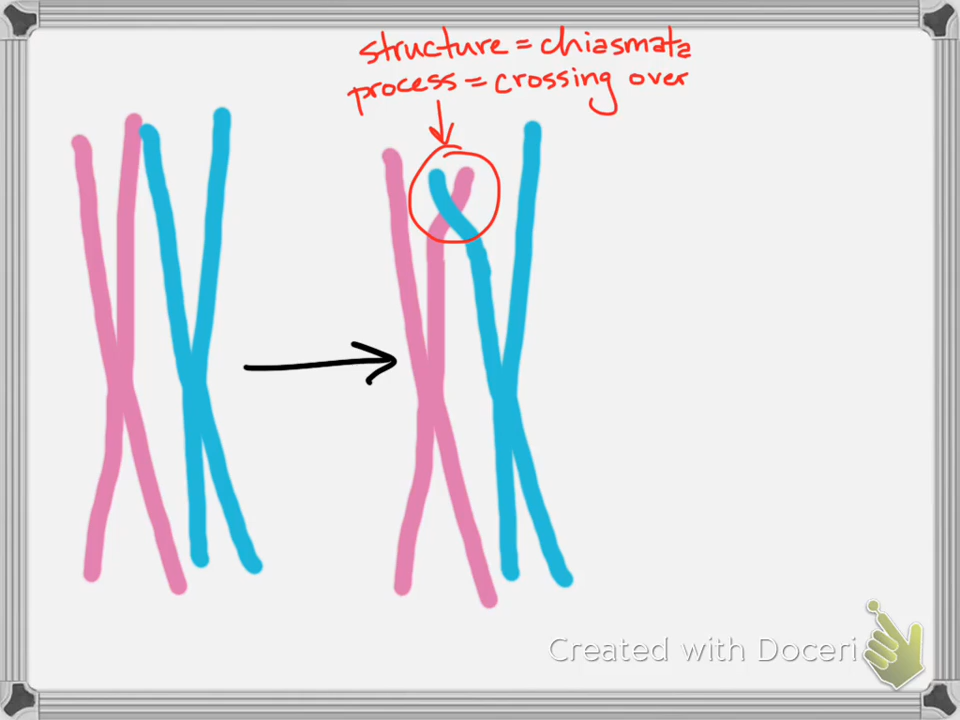 structure = chiasmata
process = crossing over
Created with Doceri